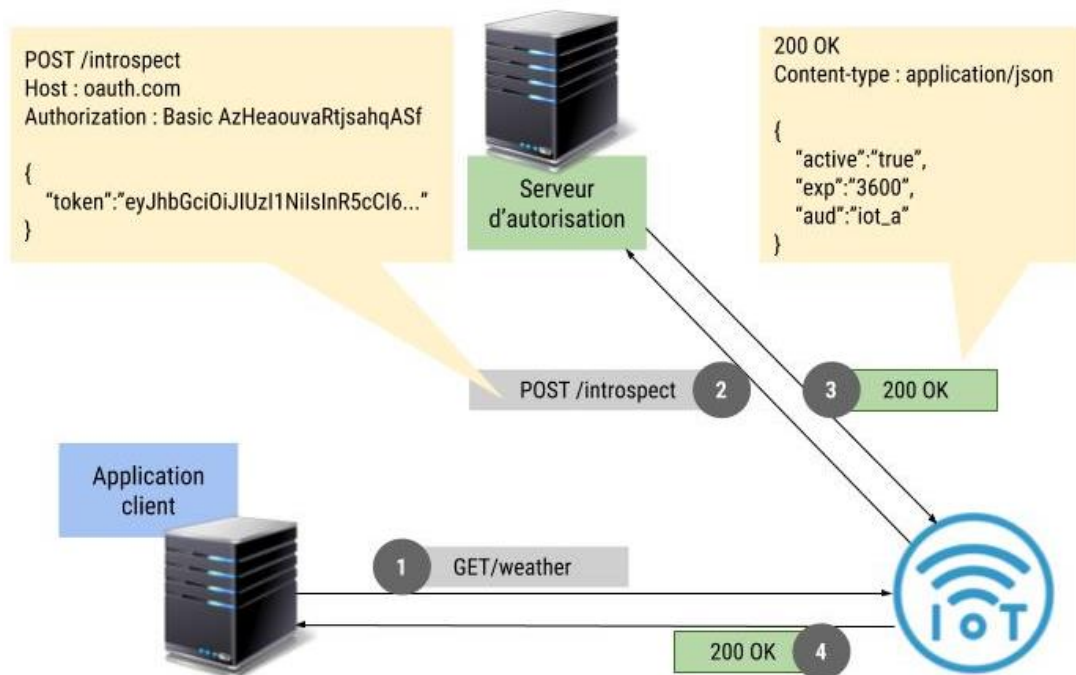 POST /introspect
Host : oauth.com
Authorization : Basic AzHeaouvaRtjsahqASf
{
“token”:”eyJhbGciOiJIUzI1NiIsInR5cCI6...“
}
200 OK
Content-type : application/json
{
“active”:”true”,
“exp”:”3600”,
“aud”:”iot_a”
}
Serveur
d’autorisation
POST /introspect
2
3
200 OK
Application
client
1
GET/weather
IoT
200 OK
4